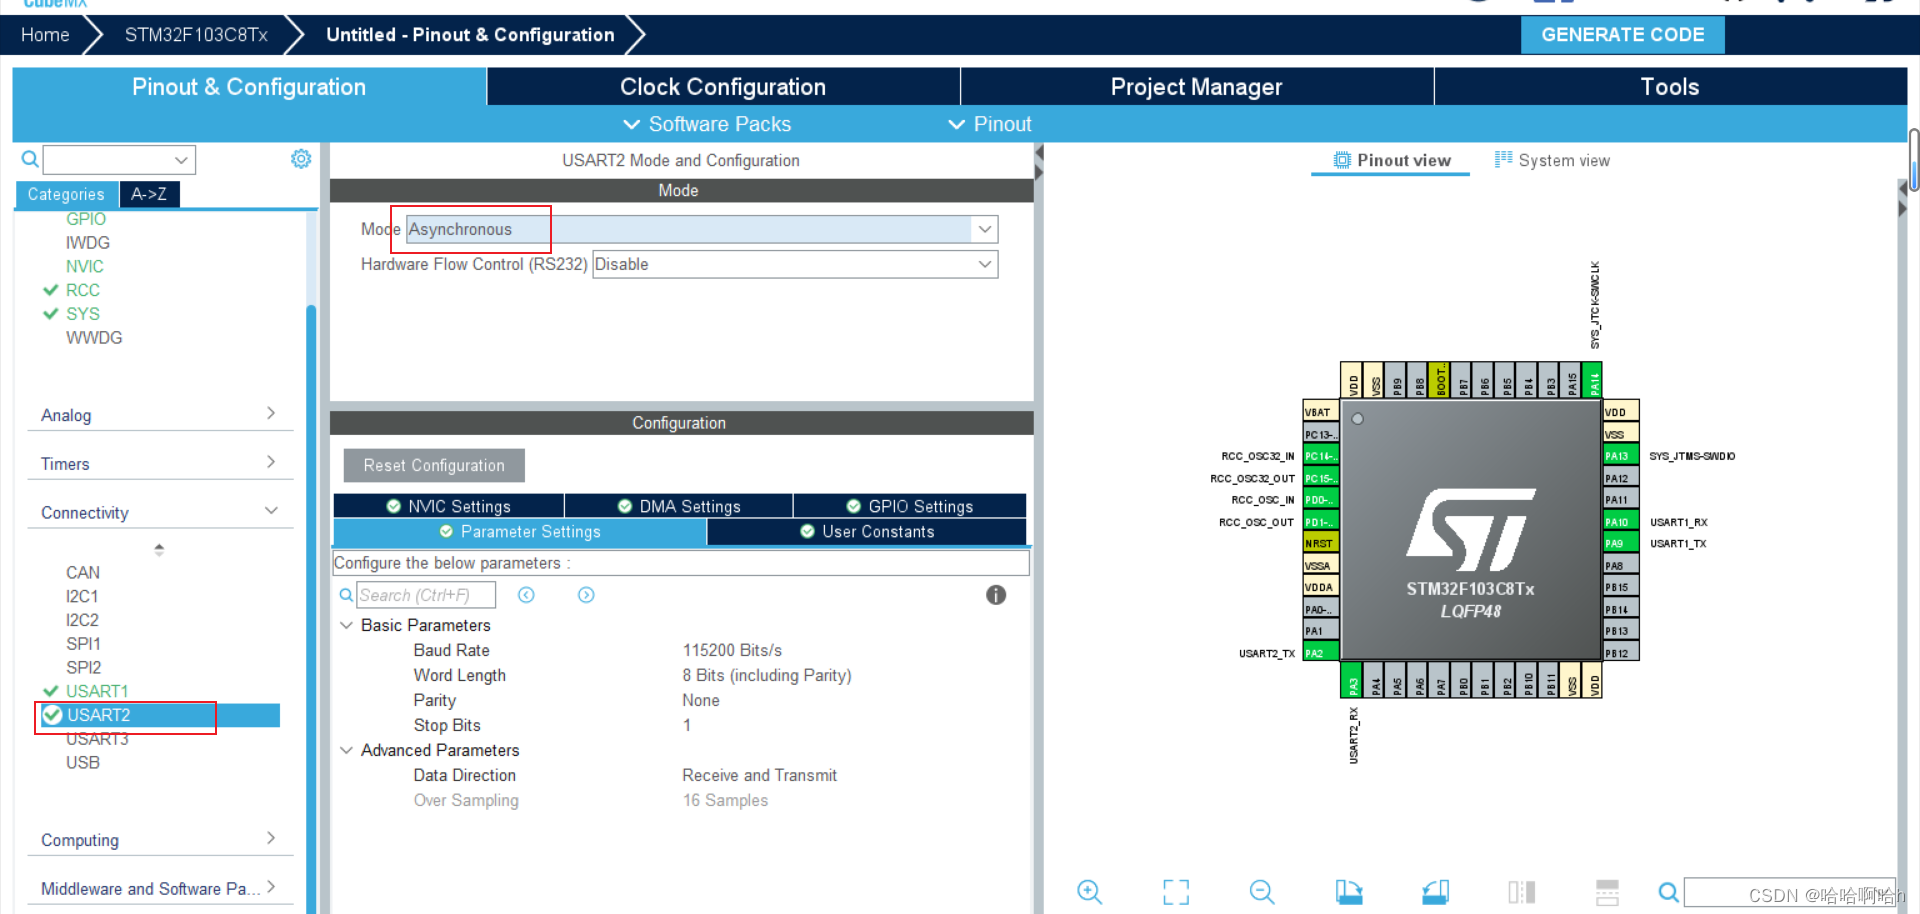 CubeMX
Home
STM32F103C8Tx
Untitled - Pinout & Configuration
GENERATE CODE
Pinout & Configuration
Clock Configuration
Project Manager
Tools
Software Packs
Pinout
Categories
A->Z
GPIO
IWDG
NVIC
RCC
SYS
WWDG
Analog
Timers
Connectivity
CAN
I2C1
I2C2
SPI1
SPI2
USART1
USART2
USART3
USB
Computing
Middleware and Software Pa...
USART2 Mode and Configuration
Mode
Mode Asynchronous
Hardware Flow Control (RS232) Disable
Configuration
Reset Configuration
NVIC Settings
DMA Settings
GPIO Settings
Parameter Settings
User Constants
Configure the below parameters :
Search (Ctrl+F)
Basic Parameters
Baud Rate 115200 Bits/s
Word Length 8 Bits (including Parity)
Parity None
Stop Bits 1
Advanced Parameters
Data Direction Receive and Transmit
Over Sampling 16 Samples
Pinout view
System view
SYS_JTCK-SWCLK
VDD
VSS
PB9
PB8
BOOT..
PB7
PB6
PB5
PB4
PB3
PA15
PA14
VBAT
PC13-..
RCC_OSC32_IN PC14-..
RCC_OSC32_OUT PC15-..
RCC_OSC_IN PD0-..
RCC_OSC_OUT PD1-..
NRST
VSSA
VDDA
PA0-..
PA1
USART2_TX PA2
VDD
VSS
PA13 SYS_JTMS-SWDIO
PA12
PA11
PA10 USART1_RX
PA9 USART1_TX
PA8
PB15
PB14
PB13
PB12
ST
STM32F103C8Tx
LQFP48
PA3
PA4
PA5
PA6
PA7
PB0
PB1
PB2
PB10
PB11
VSS
VDD
USART2_RX
CSDN @哈哈啊哈h